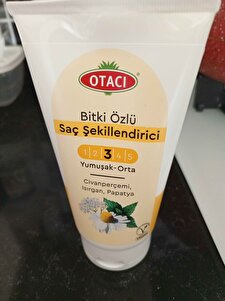 OTACI
Bitki Özlü
Saç Şekillendirici
1 2 3 4 5
Yumuşak-Orta
Civanperçemi,
Isırgan, Papatya